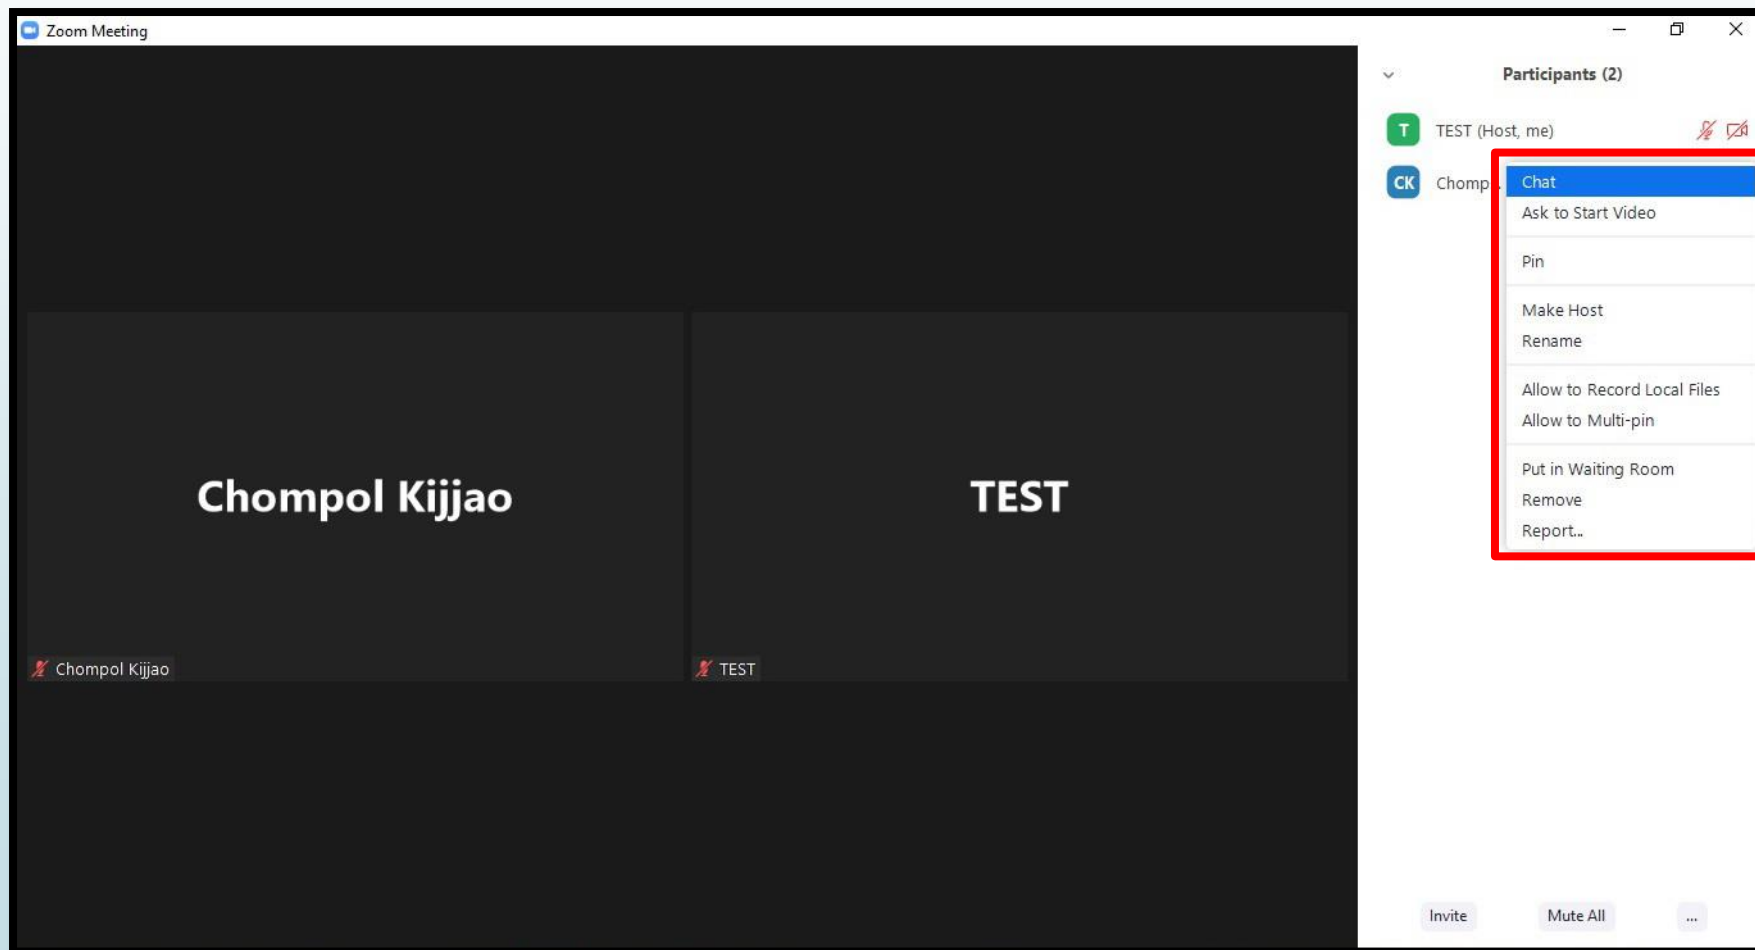 Zoom Meeting
Participants (2)
T TEST (Host, me)
CK Chomp
Chat
Ask to Start Video
Pin
Make Host
Rename
Allow to Record Local Files
Allow to Multi-pin
Put in Waiting Room
Remove
Report...
Chompol Kijjao
TEST
Chompol Kijjao
TEST
Invite
Mute All
...